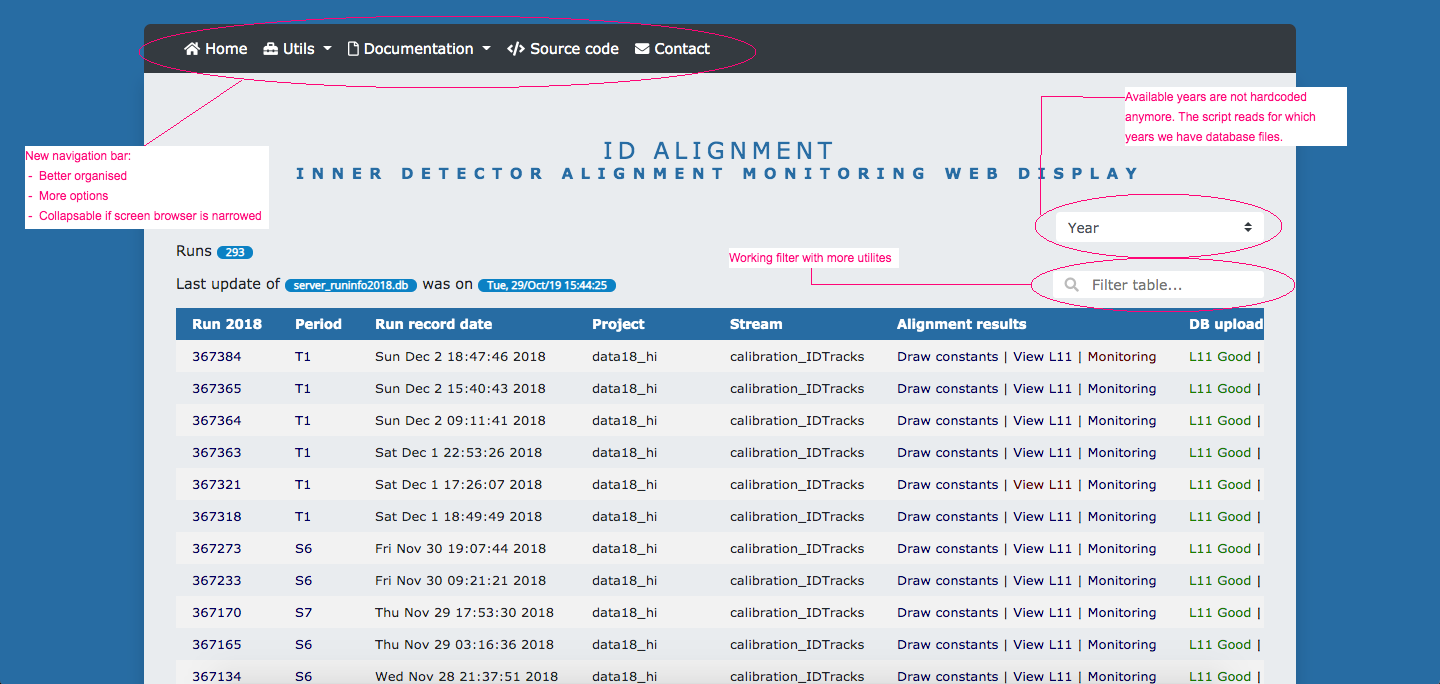 Home Utils Documentation Source code Contact
Available years are not hardcoded
anymore. The script reads for which
years we have database files.
New navigation bar:
- Better organised
- More options
- Collapsable if screen browser is narrowed
ID ALIGNMENT
INNER DETECTOR ALIGNMENT MONITORING WEB DISPLAY
Year
Runs 293
Working filter with more utilites
Last update of server_runinfo2018.db was on Tue, 29/Oct/19 15:44:25
Filter table...
Run 2018 Period Run record date Project Stream Alignment results DB upload
367384 T1 Sun Dec 2 18:47:46 2018 data18_hi calibration_IDTracks Draw constants | View L11 | Monitoring L11 Good |
367365 T1 Sun Dec 2 15:40:43 2018 data18_hi calibration_IDTracks Draw constants | View L11 | Monitoring L11 Good |
367364 T1 Sun Dec 2 09:11:41 2018 data18_hi calibration_IDTracks Draw constants | View L11 | Monitoring L11 Good |
367363 T1 Sat Dec 1 22:53:26 2018 data18_hi calibration_IDTracks Draw constants | View L11 | Monitoring L11 Good |
367321 T1 Sat Dec 1 17:26:07 2018 data18_hi calibration_IDTracks Draw constants | View L11 | Monitoring L11 Good |
367318 T1 Sat Dec 1 18:49:49 2018 data18_hi calibration_IDTracks Draw constants | View L11 | Monitoring L11 Good |
367273 S6 Fri Nov 30 19:07:44 2018 data18_hi calibration_IDTracks Draw constants | View L11 | Monitoring L11 Good |
367233 S6 Fri Nov 30 09:21:21 2018 data18_hi calibration_IDTracks Draw constants | View L11 | Monitoring L11 Good |
367170 S7 Thu Nov 29 17:53:30 2018 data18_hi calibration_IDTracks Draw constants | View L11 | Monitoring L11 Good |
367165 S6 Thu Nov 29 03:16:36 2018 data18_hi calibration_IDTracks Draw constants | View L11 | Monitoring L11 Good |
367134 S6 Wed Nov 28 21:37:51 2018 data18_hi calibration_IDTracks Draw constants | View L11 | Monitoring L11 Good |